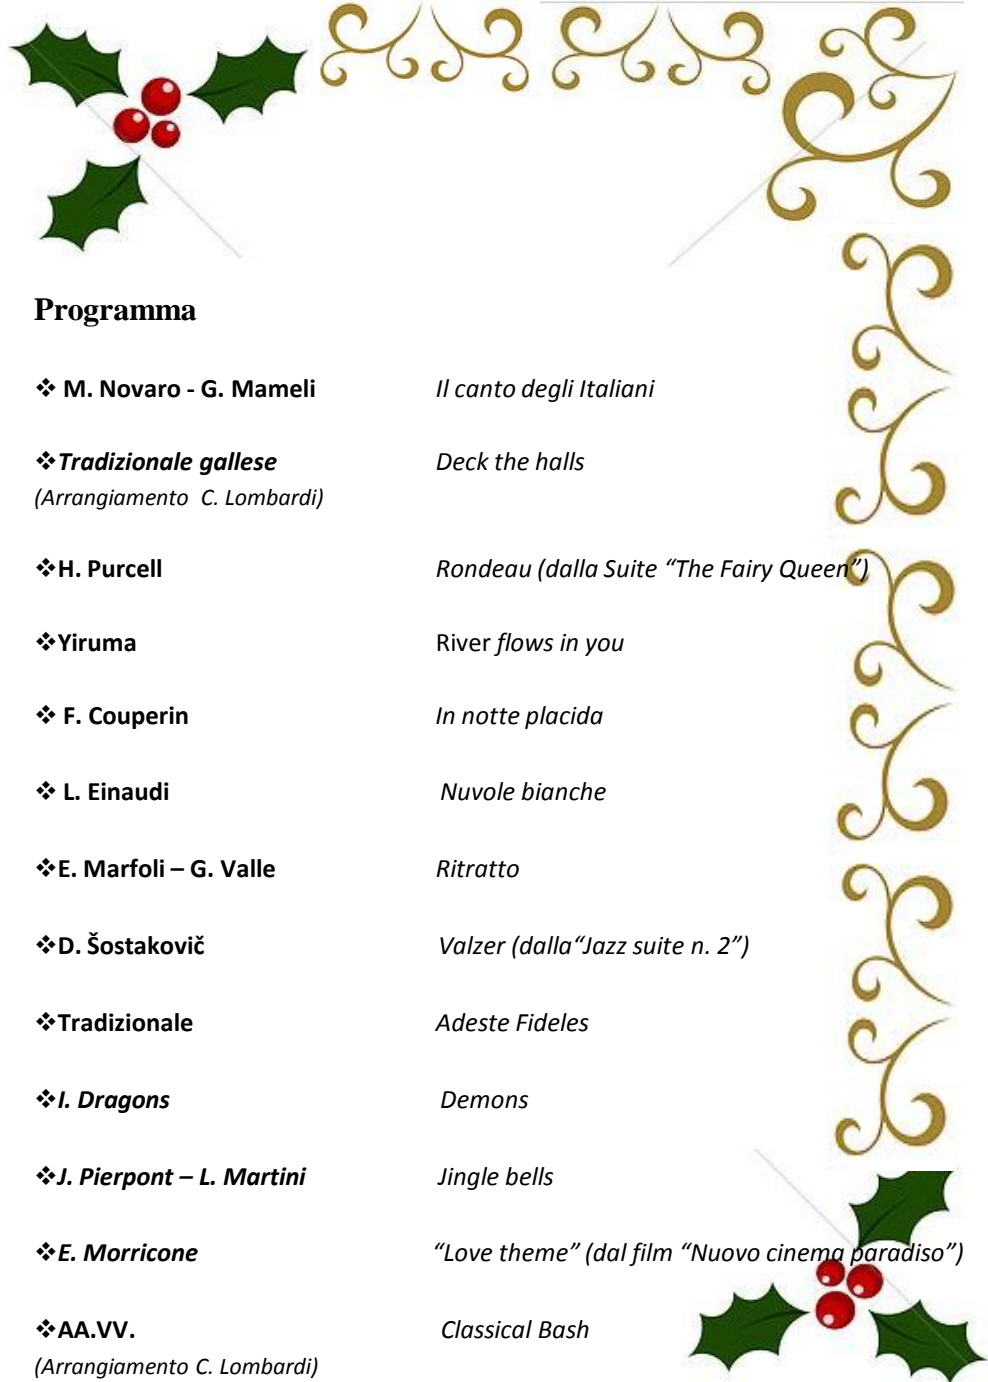 Programma
❖ M. Novaro - G. Mameli Il canto degli Italiani
❖Tradizionale gallese Deck the halls
(Arrangiamento C. Lombardi)
❖H. Purcell Rondeau (dalla Suite “The Fairy Queen”)
❖Yiruma River flows in you
❖ F. Couperin In notte placida
❖ L. Einaudi Nuvole bianche
❖E. Marfoli – G. Valle Ritratto
❖D. Šostakovič Valzer (dalla“Jazz suite n. 2”)
❖Tradizionale Adeste Fideles
❖I. Dragons Demons
❖J. Pierpont – L. Martini Jingle bells
❖E. Morricone “Love theme” (dal film “Nuovo cinema paradiso”)
❖AA.VV. Classical Bash
(Arrangiamento C. Lombardi)